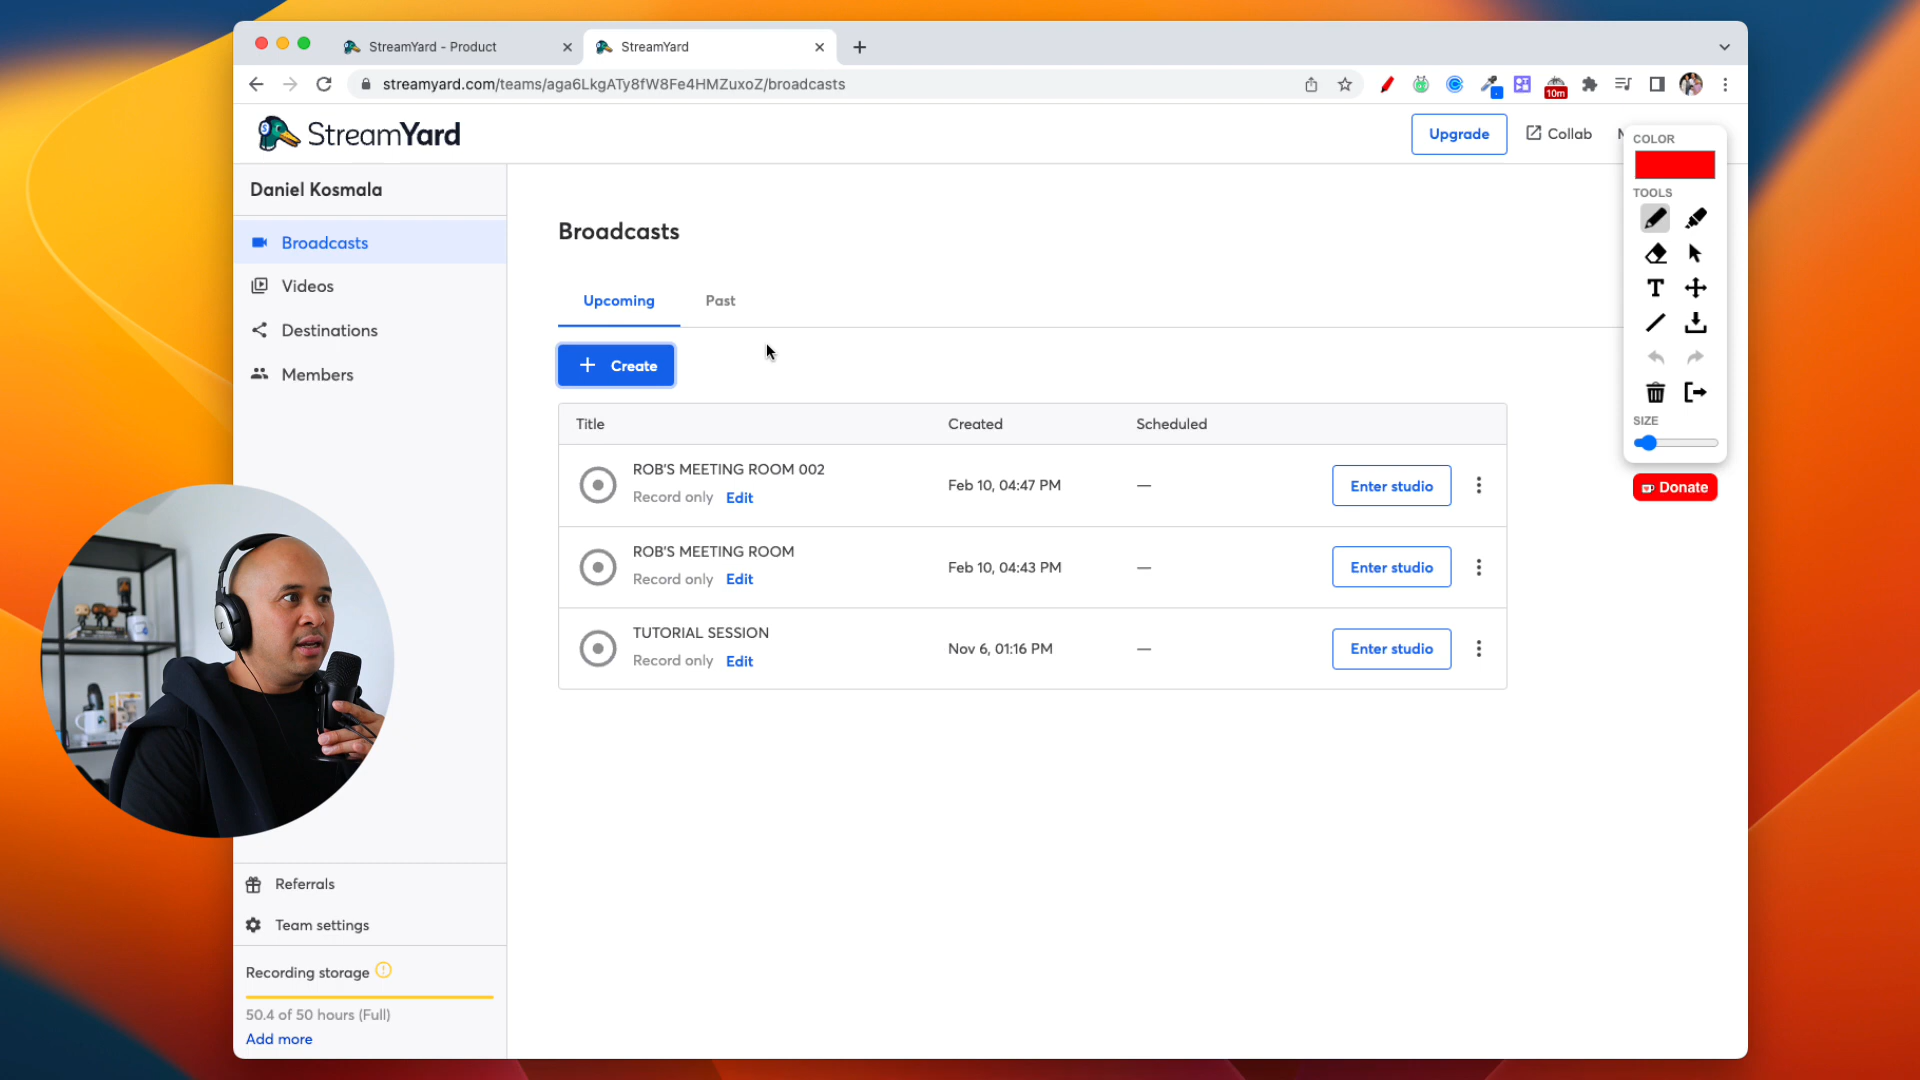 StreamYard - Product
StreamYard
streamyard.com/teams/aga6LkgATy8fW8Fe4HMZuxoZ/broadcasts
10m
StreamYard
Upgrade
Collab
COLOR
TOOLS
SIZE
Donate
Daniel Kosmala
Broadcasts
Videos
Destinations
Members
Referrals
Team settings
Recording storage
50.4 of 50 hours (Full)
Add more
Broadcasts
Upcoming
Past
+ Create
Title Created Scheduled
ROB'S MEETING ROOM 002
Record only Edit
Feb 10, 04:47 PM
—
Enter studio
ROB'S MEETING ROOM
Record only Edit
Feb 10, 04:43 PM
—
Enter studio
TUTORIAL SESSION
Record only Edit
Nov 6, 01:16 PM
—
Enter studio